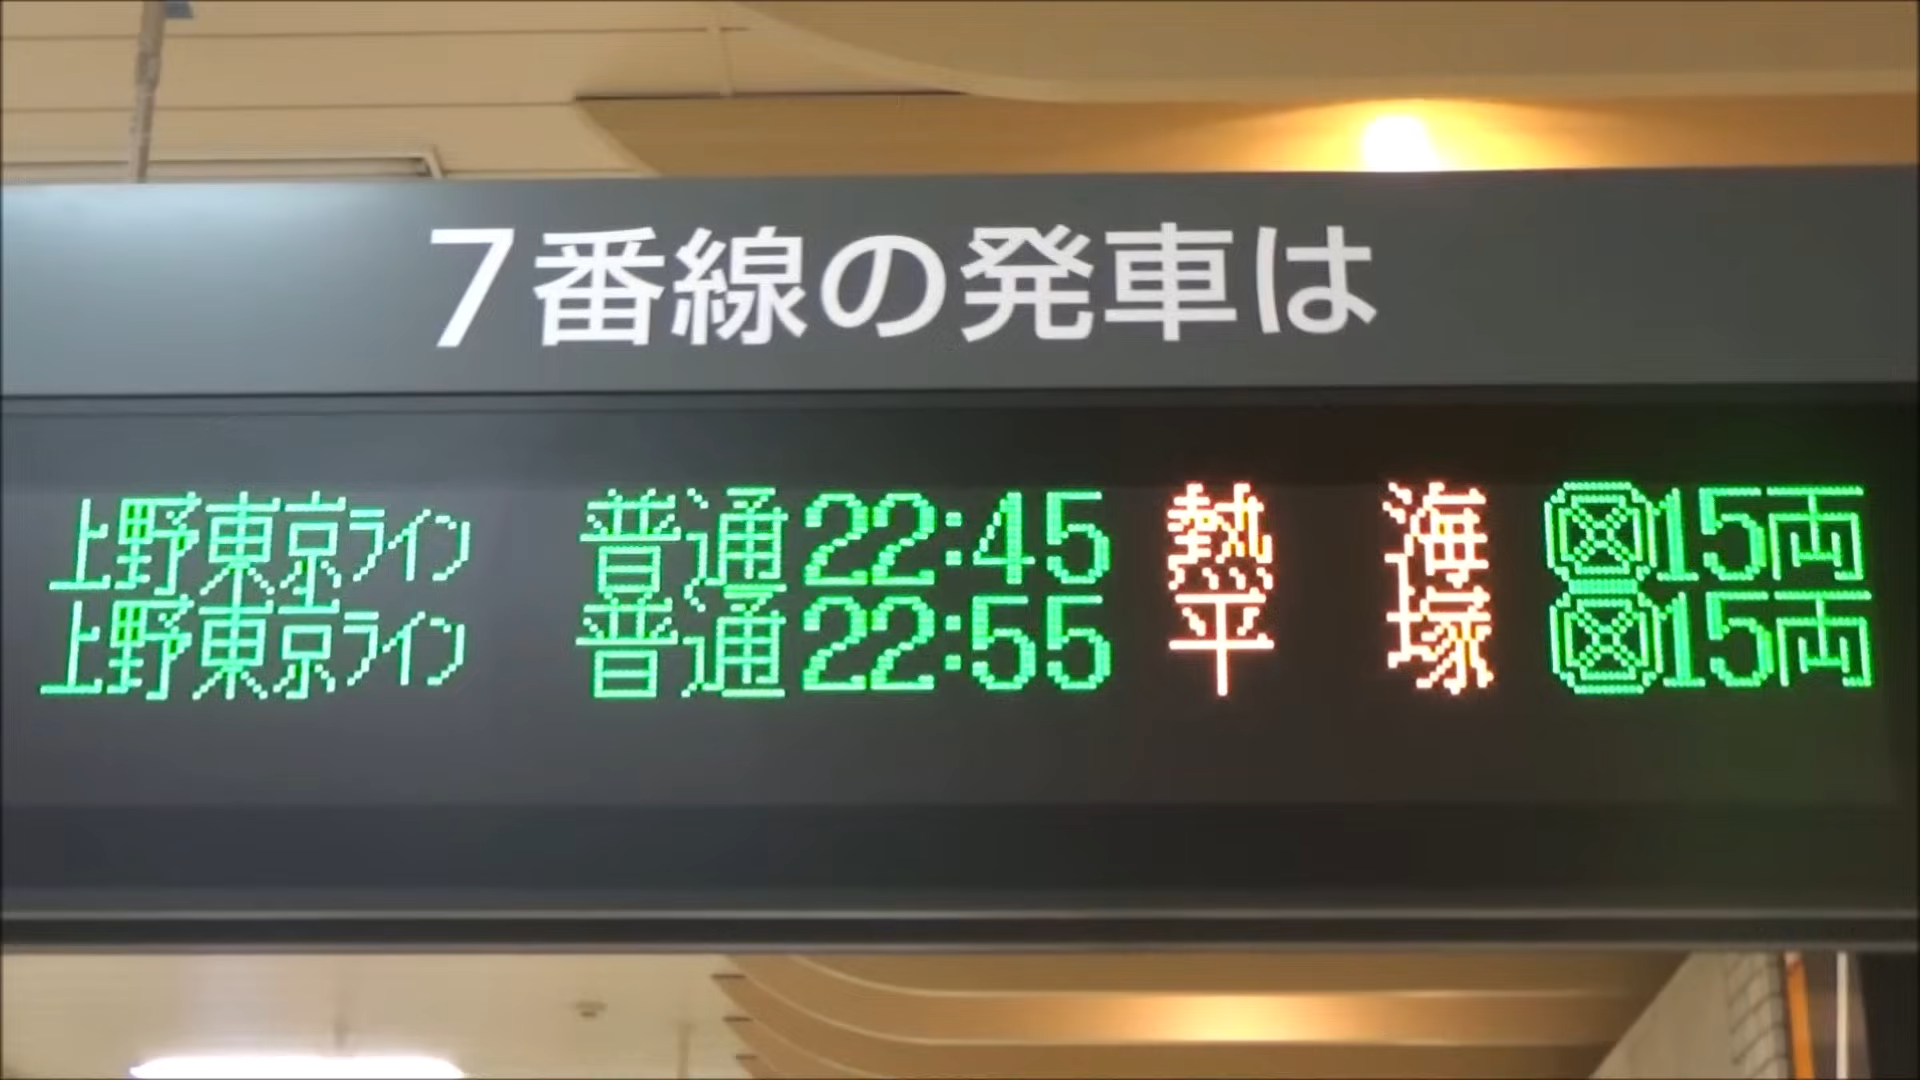 7番線の発車は
上野東京ライン 普通 22:45 熱海 15両
上野東京ライン 普通 22:55 平塚 15両